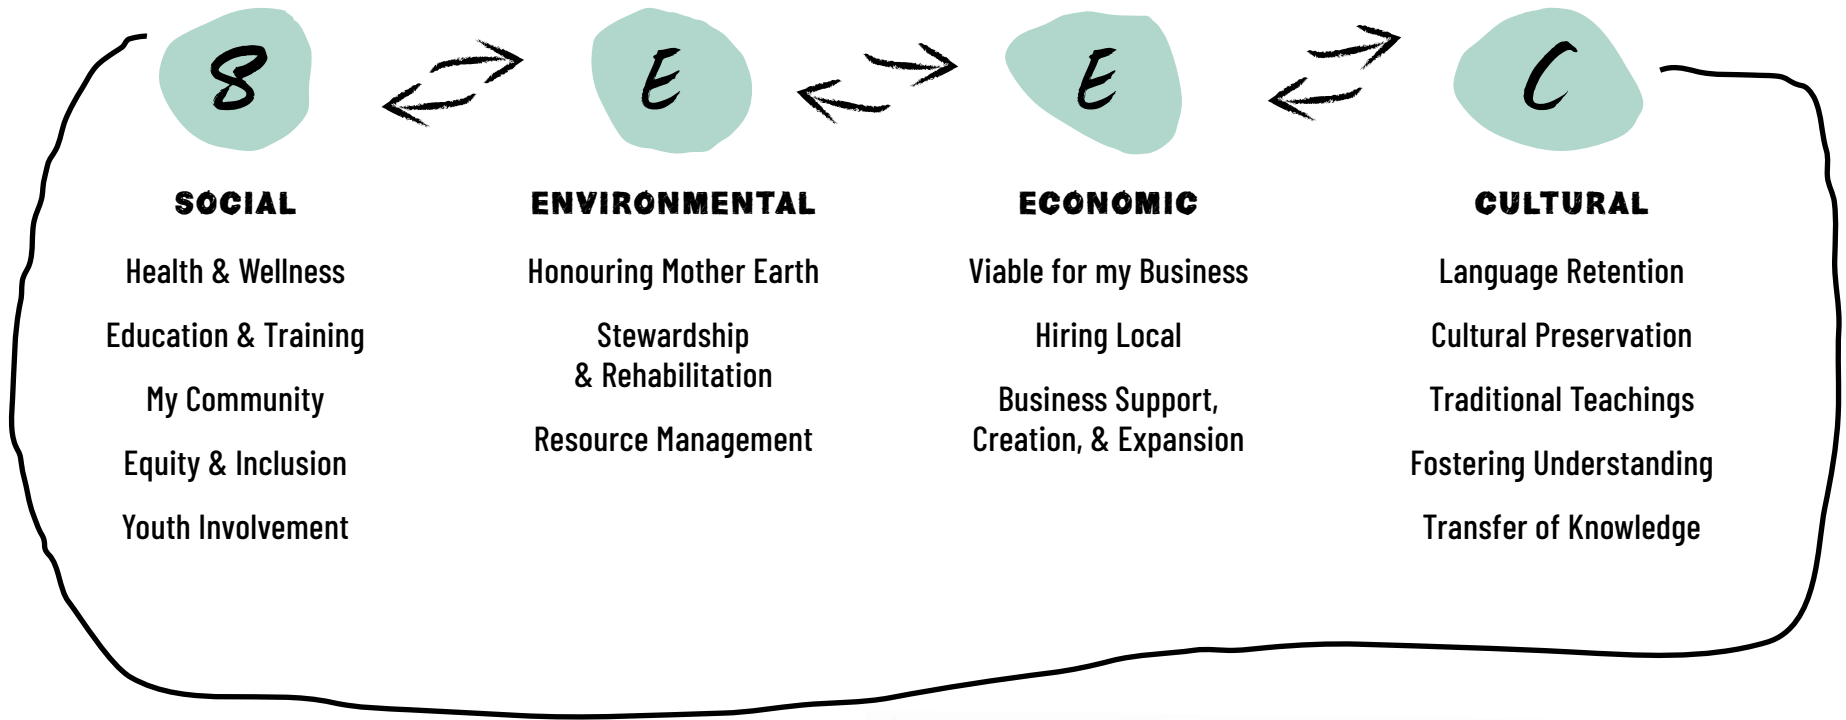 S
E
E
C
SOCIAL
Health & Wellness
Education & Training
My Community
Equity & Inclusion
Youth Involvement
ENVIRONMENTAL
Honouring Mother Earth
Stewardship
& Rehabilitation
Resource Management
ECONOMIC
Viable for my Business
Hiring Local
Business Support,
Creation, & Expansion
CULTURAL
Language Retention
Cultural Preservation
Traditional Teachings
Fostering Understanding
Transfer of Knowledge